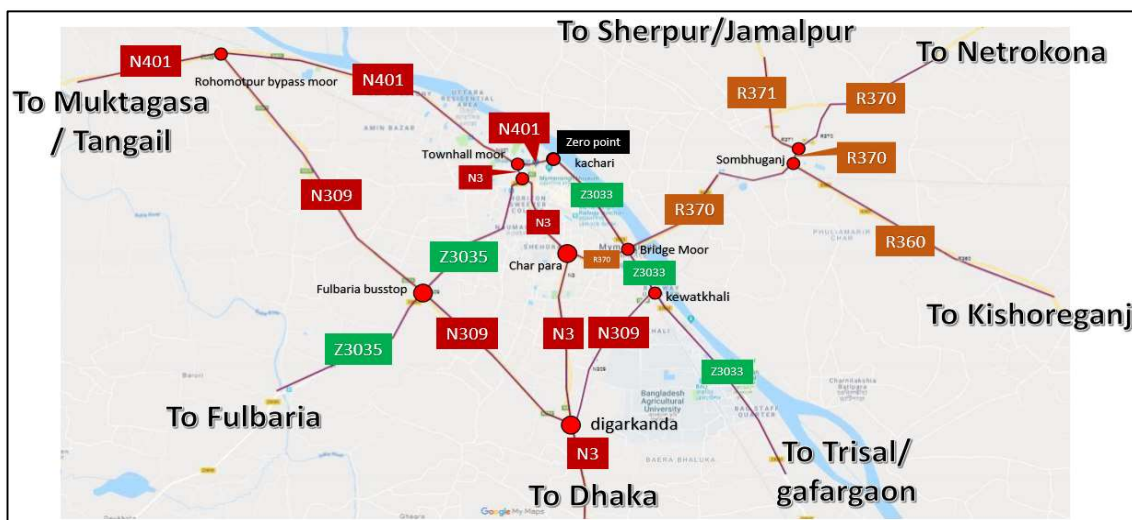 To Sherpur/Jamalpur
To Netrokona
N401
Rohomotpur bypass moor
N401
R371
R370
To Muktagasa
/ Tangail
N401
Zero point
Townhall moor
kachari
N3
Sombhuganj
R370
Z3033
N309
R370
N3
R360
Z3035
Bridge Moor
Char para
R370
Z3033
Fulbaria busstop
kewatkhali
To Kishoreganj
N309
N3
N309
Z3035
Z3033
Bangladesh
Agricultural
University
To Fulbaria
digarkanda
N3
To Trisal/
gafargaon
To Dhaka
Google My Maps